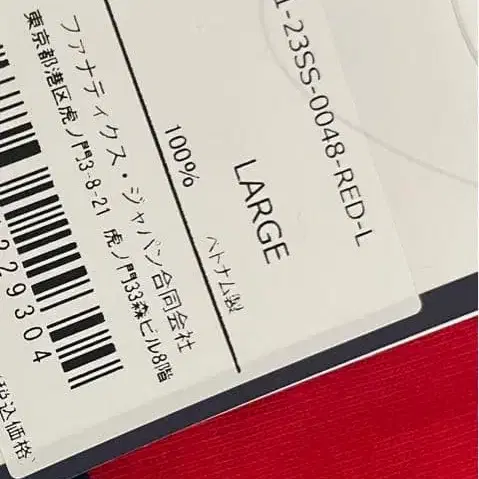 1-23SS-0048-RED-L
LARGE
100%
ベトナム製
ファナティクス・ジャパン合同会社
東京都港区虎ノ門3-8-21 虎ノ門33森ビル8階
229304
税込価格